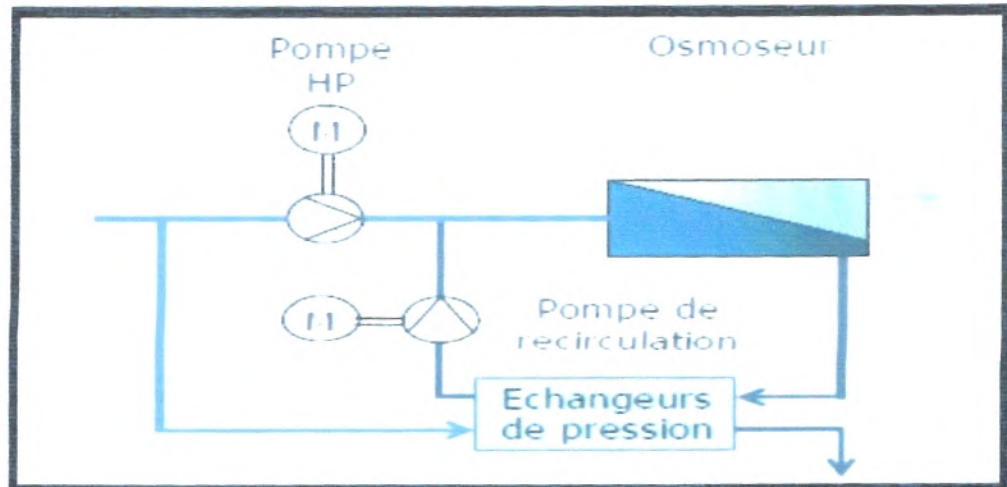 Pompe
HP
Osmoseur
M
M
Pompe de
recirculation
Echangeurs
de pression